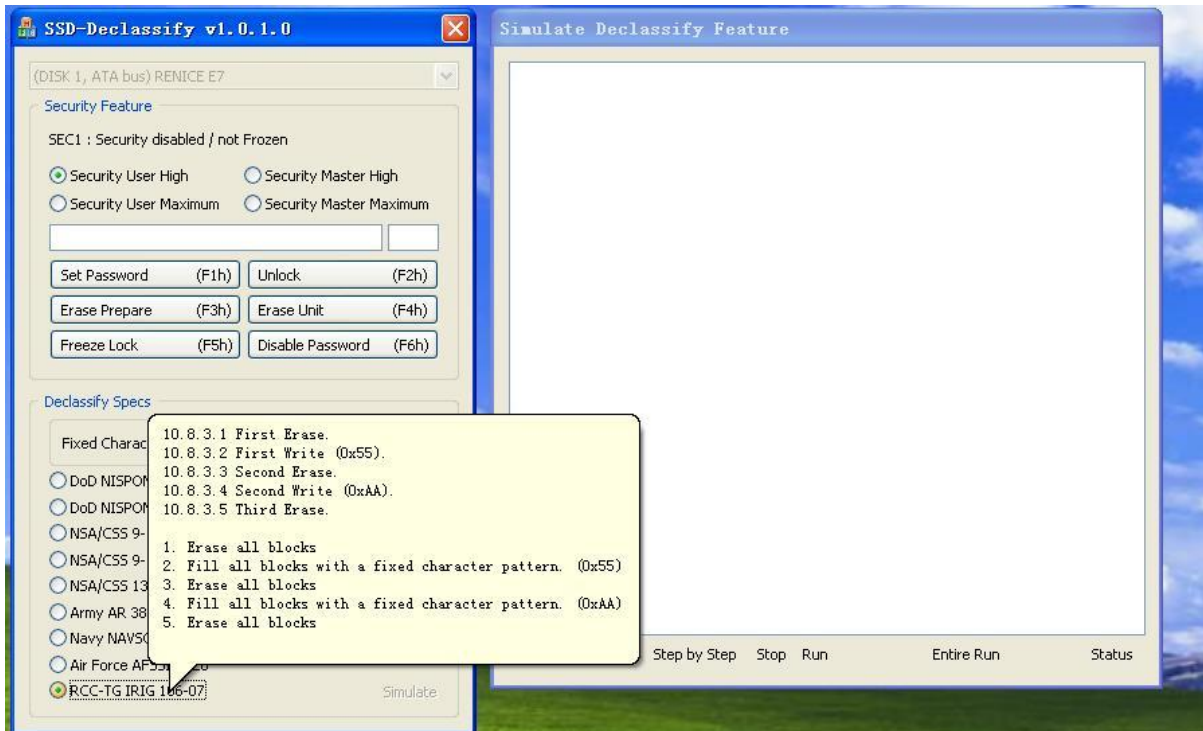 SSD-Declassify v1.0.1.0
(DISK 1, ATA bus) RENICE E7
Security Feature
SEC1 : Security disabled / not Frozen
Security User High
Security Master High
Security User Maximum
Security Master Maximum
Set Password (F1h)
Unlock (F2h)
Erase Prepare (F3h)
Erase Unit (F4h)
Freeze Lock (F5h)
Disable Password (F6h)
Declassify Specs
Fixed Charac
DoD NISPOM
DoD NISPOM
NSA/CSS 9-
NSA/CSS 9-
NSA/CSS 13
Army AR 38
Navy NAVSO
Air Force
RCC-TG IRIG 106-07
Simulate
10.8.3.1 First Erase.
10.8.3.2 First Write (0x55).
10.8.3.3 Second Erase.
10.8.3.4 Second Write (0xAA).
10.8.3.5 Third Erase.
1. Erase all blocks
2. Fill all blocks with a fixed character pattern. (0x55)
3. Erase all blocks
4. Fill all blocks with a fixed character pattern. (0xAA)
5. Erase all blocks
Simulate Declassify Feature
Step by Step Stop Run Entire Run Status